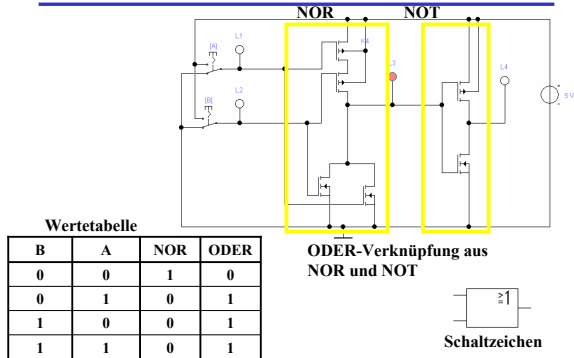 NOR NOT
[A]
L1
L3
L4
[B]
L2
5 V
Wertetabelle
B A NOR ODER
0 0 1 0
0 1 0 1
1 0 0 1
1 1 0 1
ODER-Verknüpfung aus
NOR und NOT
≥1
Schaltzeichen